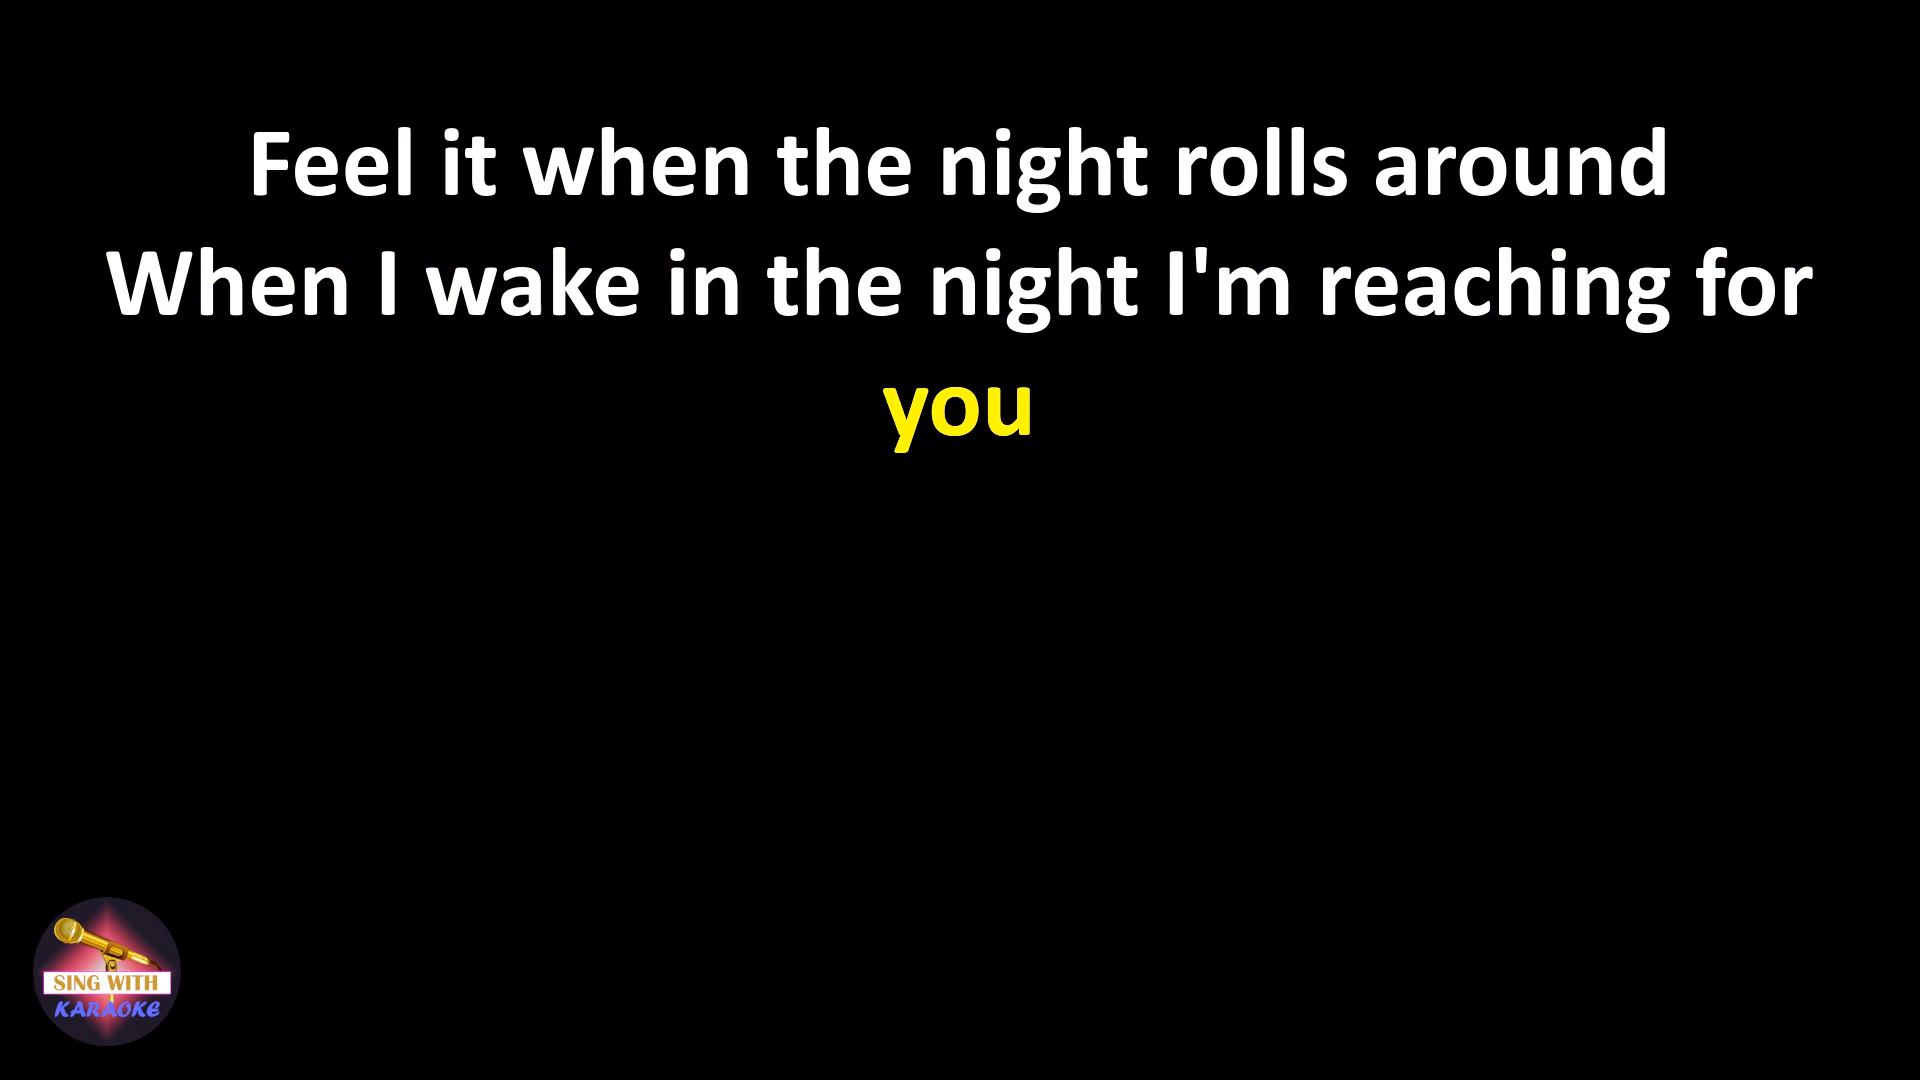 Feel it when the night rolls around
When I wake in the night I'm reaching for
you
SING WITH
KARAOKE